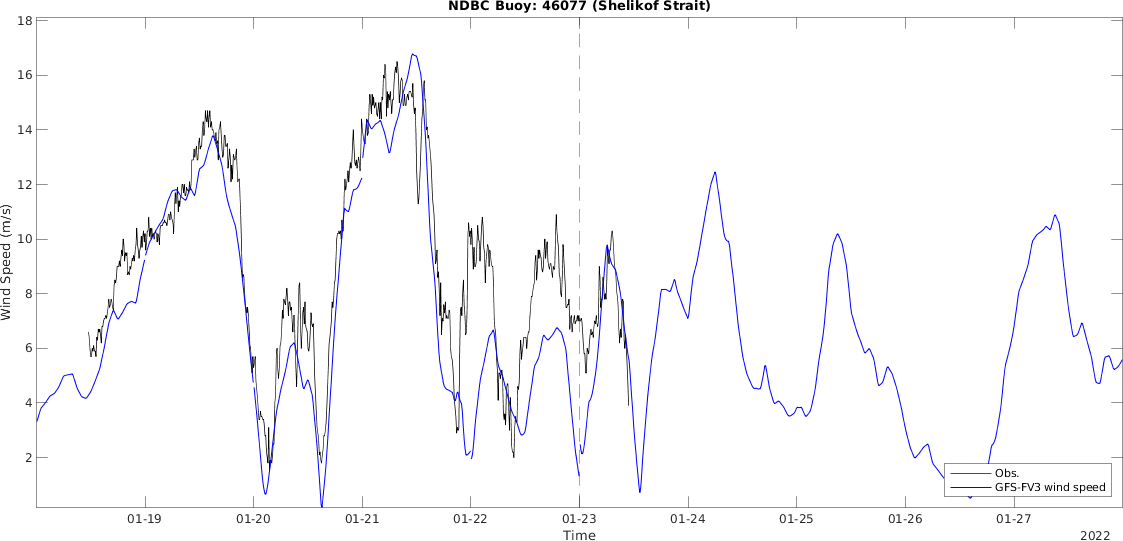 NDBC Buoy: 46077 (Shelikof Strait)
18
16
14
12
10
8
6
4
2
Wind Speed (m/s)
Obs.
GFS-FV3 wind speed
01-19 01-20 01-21 01-22 01-23 01-24 01-25 01-26 01-27
Time
2022